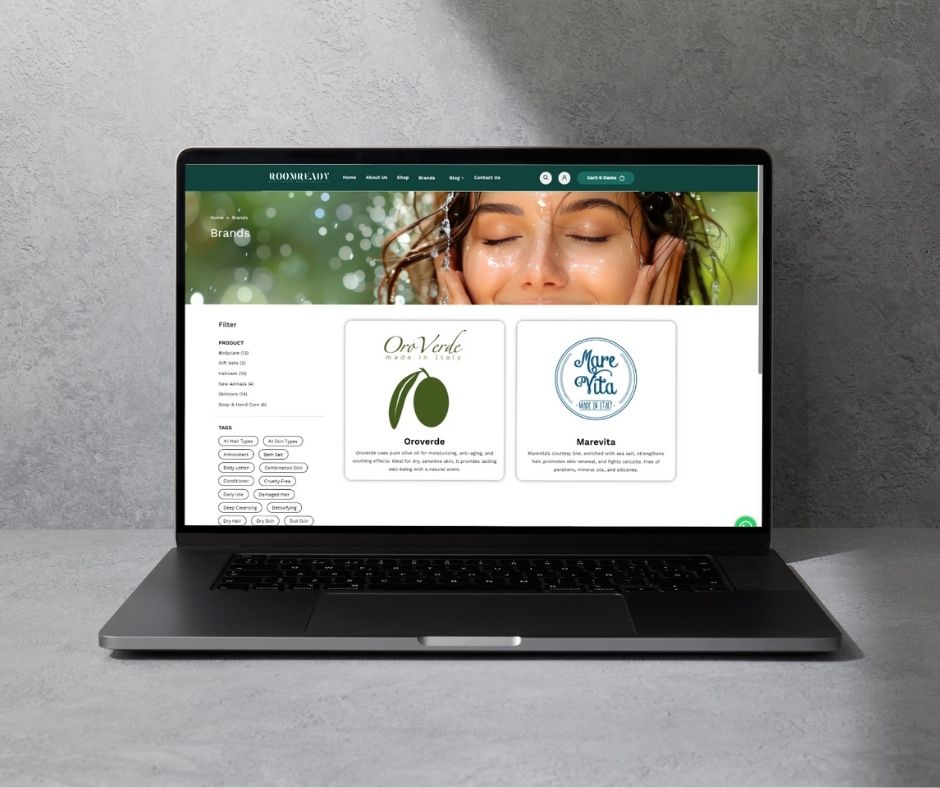 ROOMREADY
Home About Us Shop Brands Blog Contact Us
Cart 0 items
Home » Brands
Brands
Filter
PRODUCT
Bodycare (13)
Gift Sets (3)
New Arrivals (4)
Skincare (14)
Soap & Hand Care (6)
TAGS
All Hair Types All Skin Types
Antioxidant Bath Salt
Body Lotion Combination Skin
Conditioner Cruelty-Free
Daily Use Damaged Hair
Deep Cleansing Detoxifying
Dry Hair Dry Skin Dull Skin
OroVerde
made in Italy
Oroverde
Oroverde uses pure olive oil for moisturizing, anti-aging, and
soothing effects. Ideal for dry, sensitive skin, it provides lasting
well-being with a natural scent.
Mare
Vita
MADE IN ITALY
Marevita
Marevita's courtesy line, enriched with sea salt, strengthens
hair, promotes skin renewal, and fights cellulite. Free of
parabens, mineral oils, and silicones.